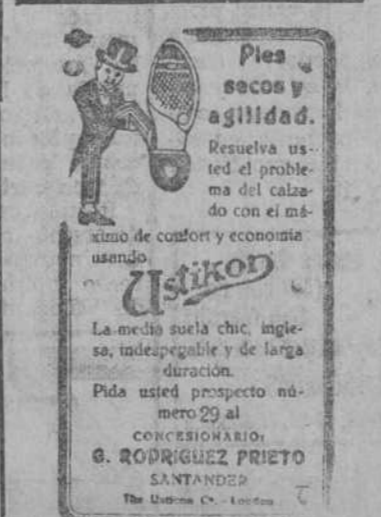 Pies
secos y
agilidad.
Resuelva us-
ted el proble-
ma del calza-
do con el má-
ximo de confort y economía
usando
Ustikon
La media suela chic, ingle-
sa, indespegable y de larga
duración.
Pida usted prospecto nú-
mero 29 al
CONCESIONARIO:
G. RODRIGUEZ PRIETO
SANTANDER
The Ustikon Cº. - London